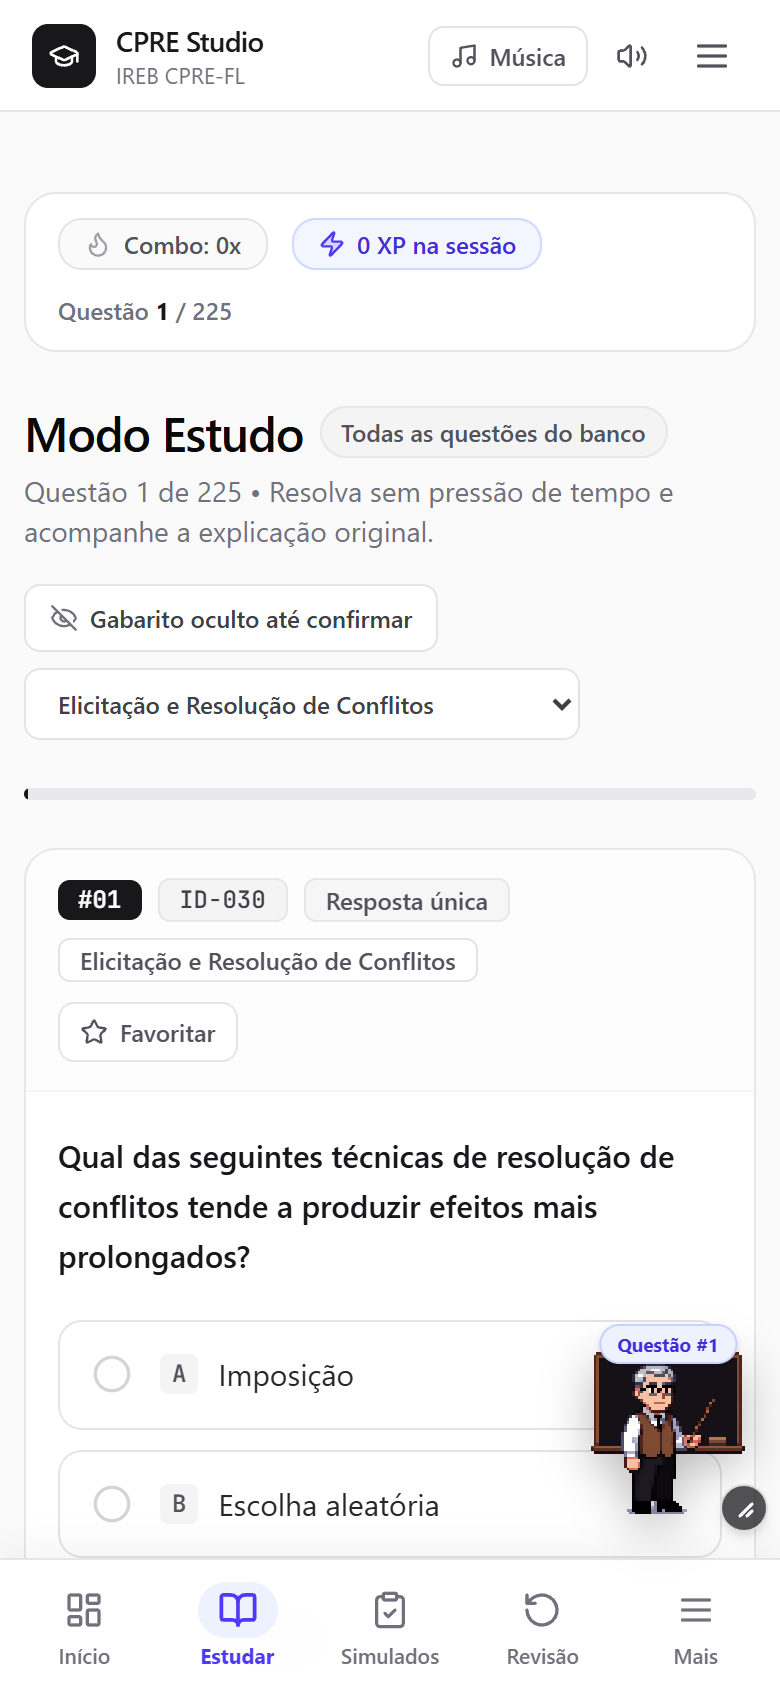 CPRE Studio
IREB CPRE-FL
Música
Combo: 0x
0 XP na sessão
Questão 1 / 225
Modo Estudo
Todas as questões do banco
Questão 1 de 225 • Resolva sem pressão de tempo e
acompanhe a explicação original.
Gabarito oculto até confirmar
Elicitação e Resolução de Conflitos
#01
ID-030
Resposta única
Elicitação e Resolução de Conflitos
Favoritar
Qual das seguintes técnicas de resolução de
conflitos tende a produzir efeitos mais
prolongados?
Questão #1
A
Imposição
B
Escolha aleatória
Início
Estudar
Simulados
Revisão
Mais